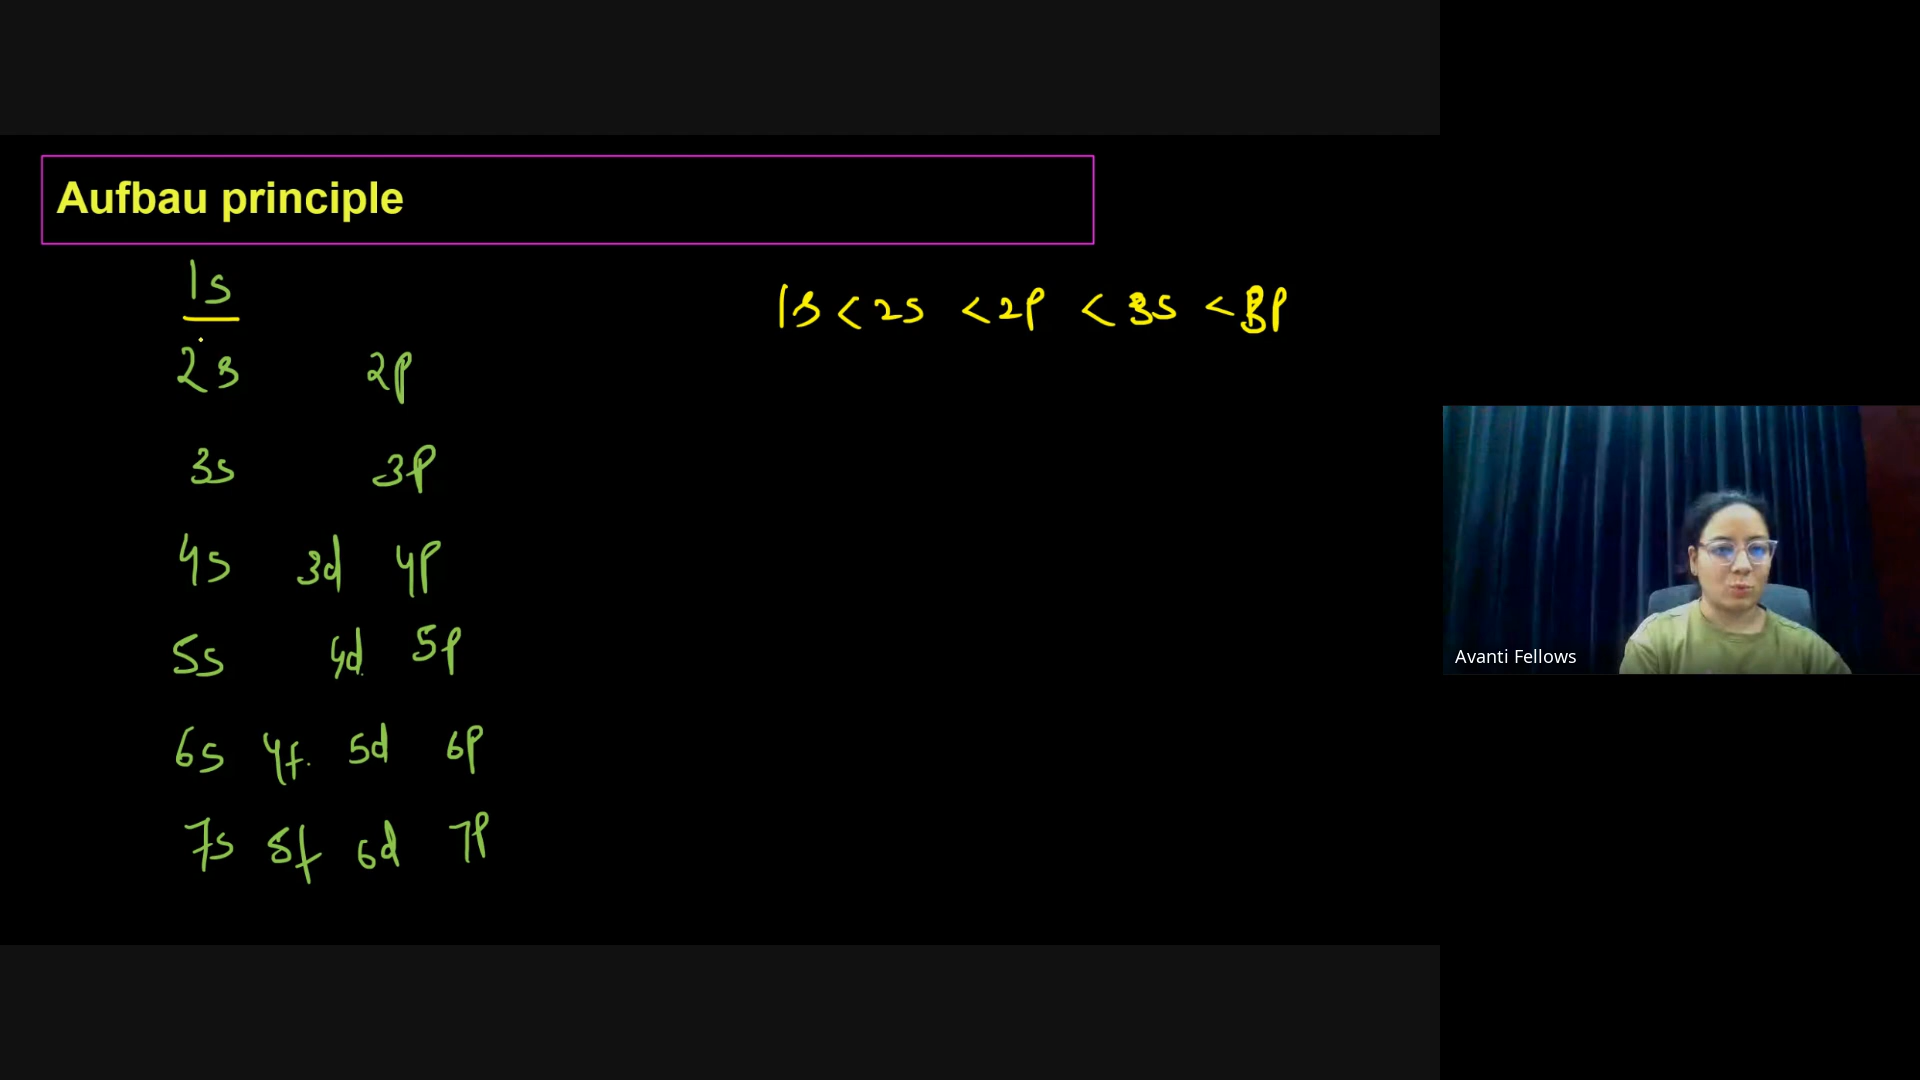 Aufbau principle
1s
2s 2p
3s 3p
4s 3d 4p
5s 4d 5p
6s 4f 5d 6p
7s 5f 6d 7p
1s < 2s < 2p < 3s < 3p
Avanti Fellows